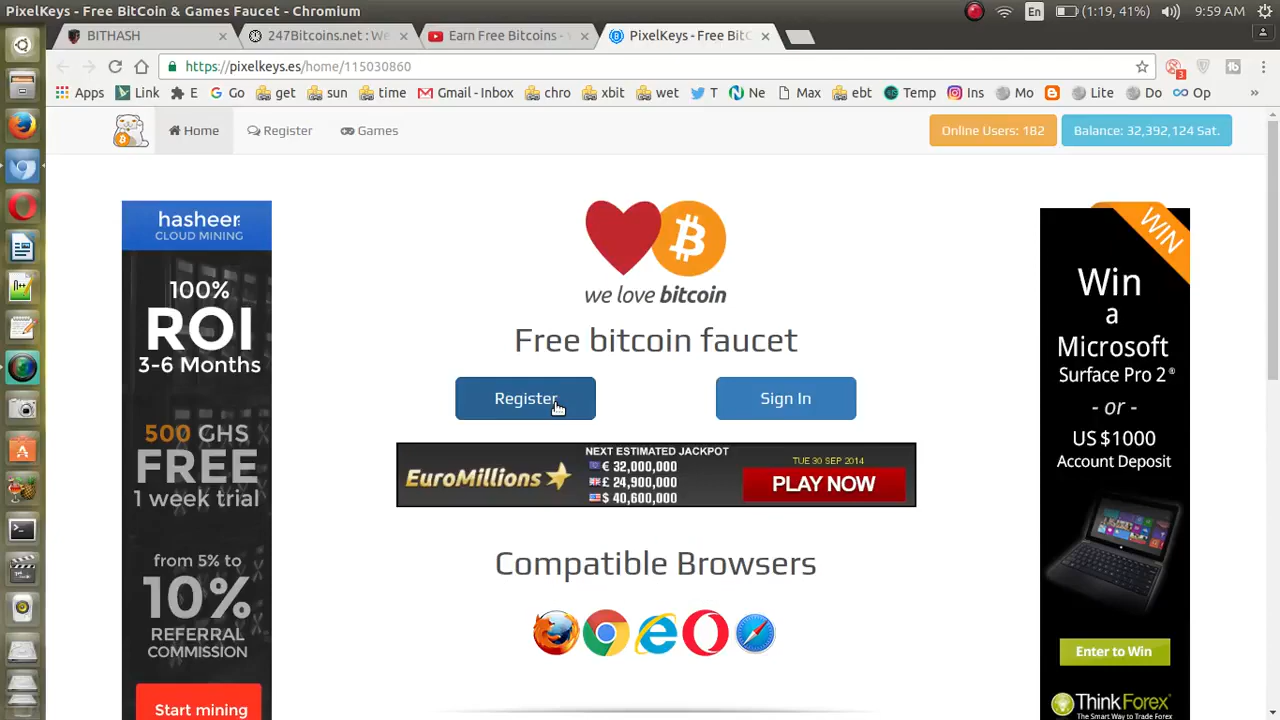 PixelKeys - Free BitCoin & Games Faucet - Chromium
En
(1:19, 41%)
9:59 AM
BITHASH
247Bitcoins.net : We
Earn Free Bitcoins -
PixelKeys - Free BitC
https://pixelkeys.es/home/115030860
3
Apps
Link
E
Go
get
sun
time
Gmail - Inbox
chro
xbit
wet
T
Ne
Max
ebt
Temp
Ins
Mo
Lite
Do
Op
»
Home
Register
Games
Online Users: 182
Balance: 32,392,124 Sat.
hasheer
CLOUD MINING
100%
ROI
3-6 Months
500 GHS
FREE
1 week trial
from 5% to
10%
REFERRAL
COMMISSION
Start mining
we love bitcoin
Free bitcoin faucet
Register
Sign In
EuroMillions
NEXT ESTIMATED JACKPOT
€ 32,000,000
£ 24,900,000
$ 40,600,000
TUE 30 SEP 2014
PLAY NOW
Compatible Browsers
WIN
Win
a
Microsoft
Surface Pro 2®
- or -
US $1000
Account Deposit
Enter to Win
ThinkForex
The Smart Way to Trade Forex